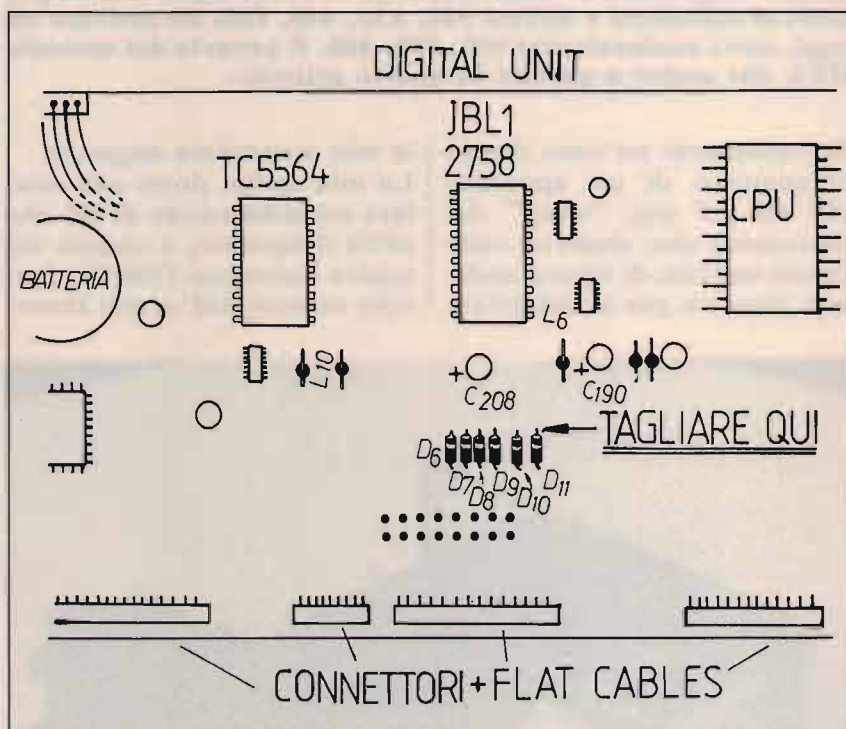 DIGITAL UNIT
JBL1
2758
TC5564
CPU
BATTERIA
L6
L10
C208
C190
TAGLIARE QUI
D6
D7
D8
D9
D10
D11
CONNETTORI + FLAT CABLES